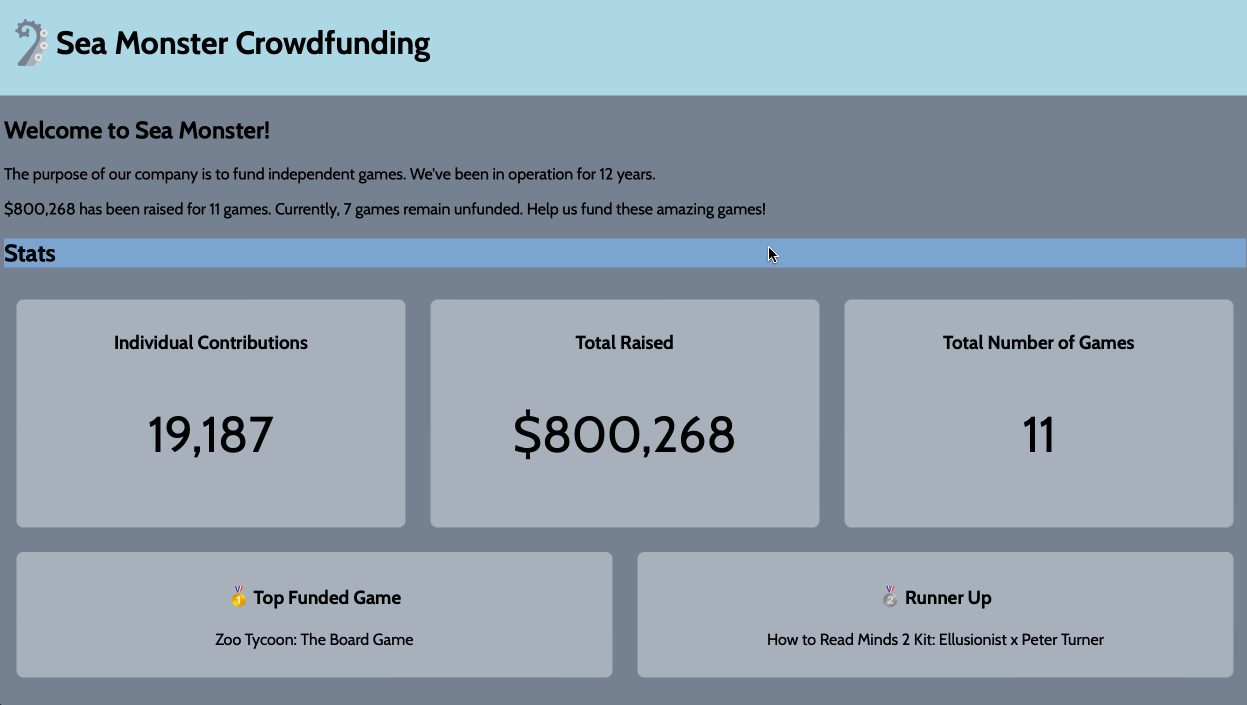 Sea Monster Crowdfunding
Welcome to Sea Monster!
The purpose of our company is to fund independent games. We've been in operation for 12 years.
$800,268 has been raised for 11 games. Currently, 7 games remain unfunded. Help us fund these amazing games!
Stats
Individual Contributions
Total Raised
Total Number of Games
19,187
$800,268
11
🥇 Top Funded Game
Zoo Tycoon: The Board Game
🥈 Runner Up
How to Read Minds 2 Kit: Ellusionist x Peter Turner